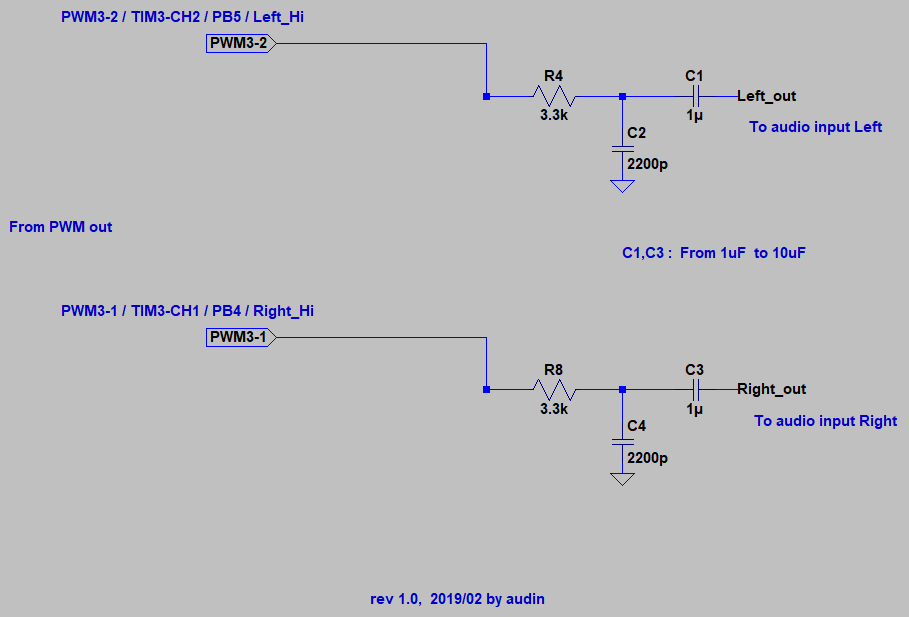 PWM3-2 / TIM3-CH2 / PB5 / Left_Hi
PWM3-2
R4
3.3k
C1
1µ
Left_out
To audio input Left
C2
2200p
From PWM out
C1,C3 : From 1uF to 10uF
PWM3-1 / TIM3-CH1 / PB4 / Right_Hi
PWM3-1
R8
3.3k
C3
1µ
Right_out
To audio input Right
C4
2200p
rev 1.0, 2019/02 by audin